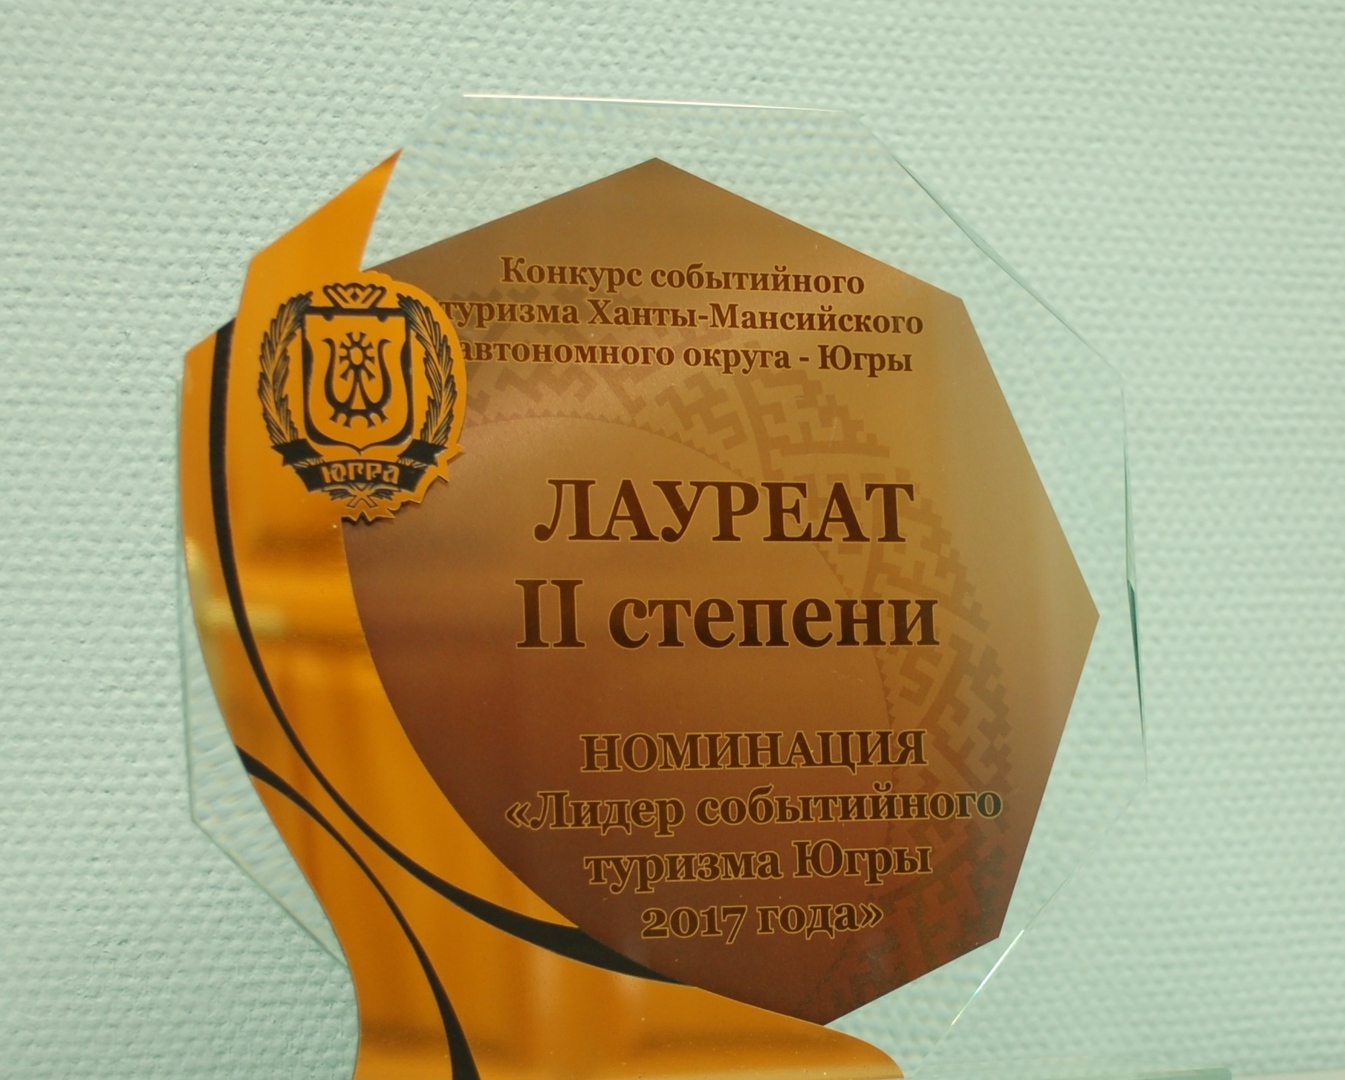 Конкурс событийного
туризма Ханты-Мансийского
автономного округа - Югры
ЮГРА
ЛАУРЕАТ
II степени
НОМИНАЦИЯ
«Лидер событийного
туризма Югры
2017 года»